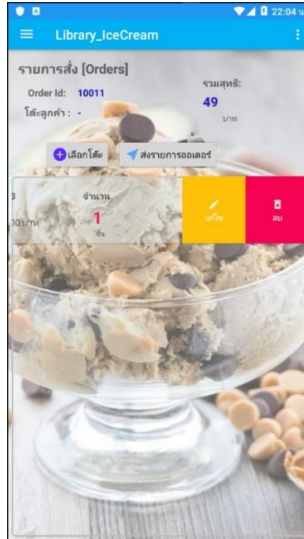 22:04 น
Library_IceCream
รายการสั่ง [Orders]
Order Id: 10011
รวมสุทธิ:
49
โต๊ะลูกค้า : -
บาท
เลือกโต๊ะ
ส่งรายการออเดอร์
จำนวน
1
ชิ้น
บาท
แก้ไข
ลบ